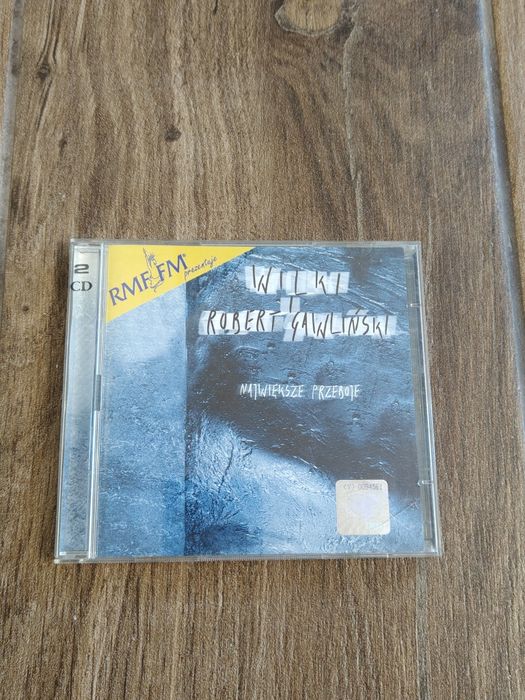 2
CD
RMF FM
prezentuje
WILKI
I
ROBERT GAWLIŃSKI
NAJWIĘKSZE PRZEBOJE